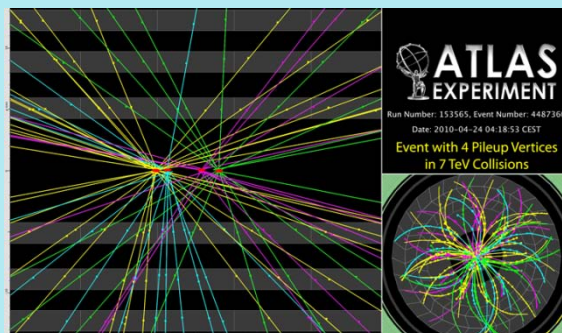 ATLAS
EXPERIMENT
Run Number: 153565, Event Number: 4487360
Date: 2010-04-24 04:18:53 CEST
Event with 4 Pileup Vertices
in 7 TeV Collisions